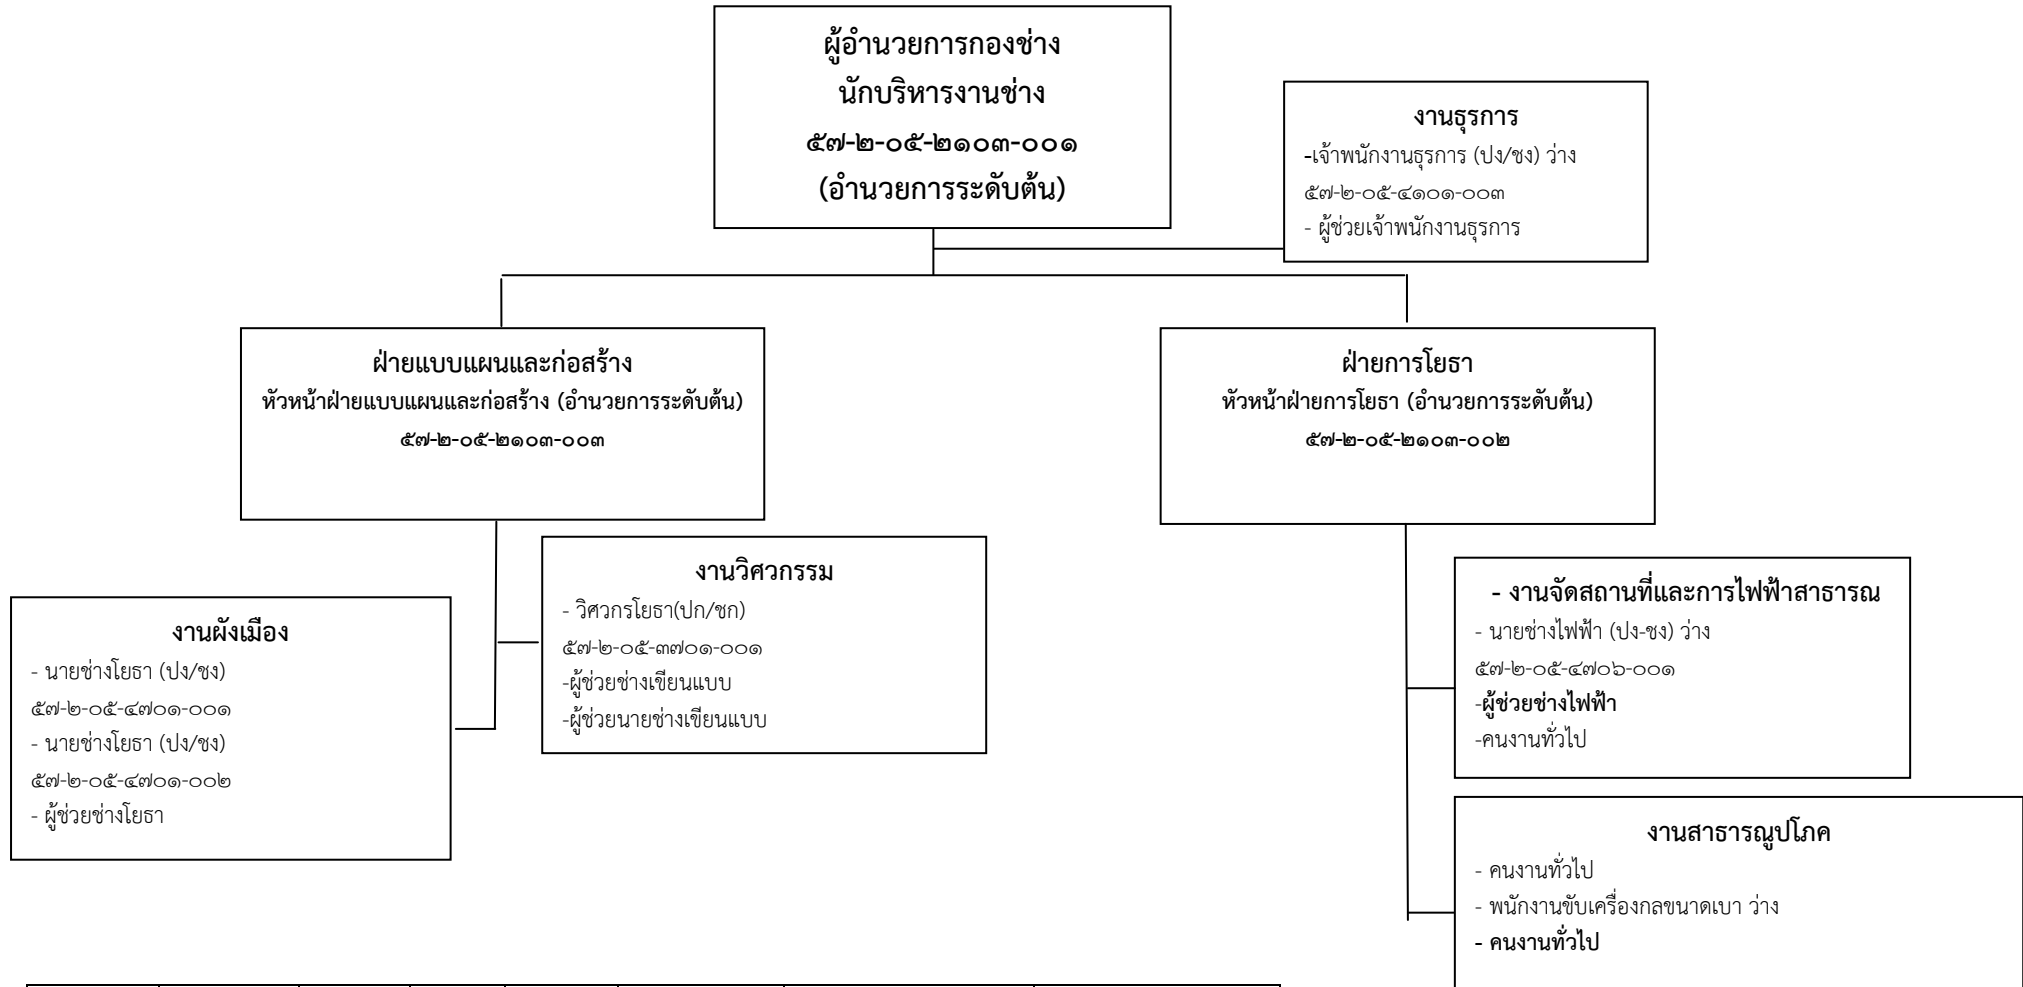 ผู้อำนวยการกองช่าง
นักบริหารงานช่าง
๕๗-๒-๐๕-๒๑๐๓-๐๐๑
(อำนวยการระดับต้น)
งานธุรการ
-เจ้าพนักงานธุรการ (ปง/ชง) ว่าง
๕๗-๒-๐๕-๔๑๐๑-๐๐๓
- ผู้ช่วยเจ้าพนักงานธุรการ
ฝ่ายแบบแผนและก่อสร้าง
หัวหน้าฝ่ายแบบแผนและก่อสร้าง (อำนวยการระดับต้น)
๕๗-๒-๐๕-๒๑๐๓-๐๐๓
ฝ่ายการโยธา
หัวหน้าฝ่ายการโยธา (อำนวยการระดับต้น)
๕๗-๒-๐๕-๒๑๐๓-๐๐๒
งานผังเมือง
- นายช่างโยธา (ปง/ชง)
๕๗-๒-๐๕-๔๗๐๑-๐๐๑
- นายช่างโยธา (ปง/ชง)
๕๗-๒-๐๕-๔๗๐๑-๐๐๒
- ผู้ช่วยช่างโยธา
งานวิศวกรรม
- วิศวกรโยธา(ปก/ชก)
๕๗-๒-๐๕-๓๗๐๑-๐๐๑
-ผู้ช่วยช่างเขียนแบบ
-ผู้ช่วยนายช่างเขียนแบบ
- งานจัดสถานที่และการไฟฟ้าสาธารณ
- นายช่างไฟฟ้า (ปง-ชง) ว่าง
๕๗-๒-๐๕-๔๗๐๖-๐๐๑
-ผู้ช่วยช่างไฟฟ้า
-คนงานทั่วไป
งานสาธารณูปโภค
- คนงานทั่วไป
- พนักงานขับเครื่องกลขนาดเบา ว่าง
- คนงานทั่วไป